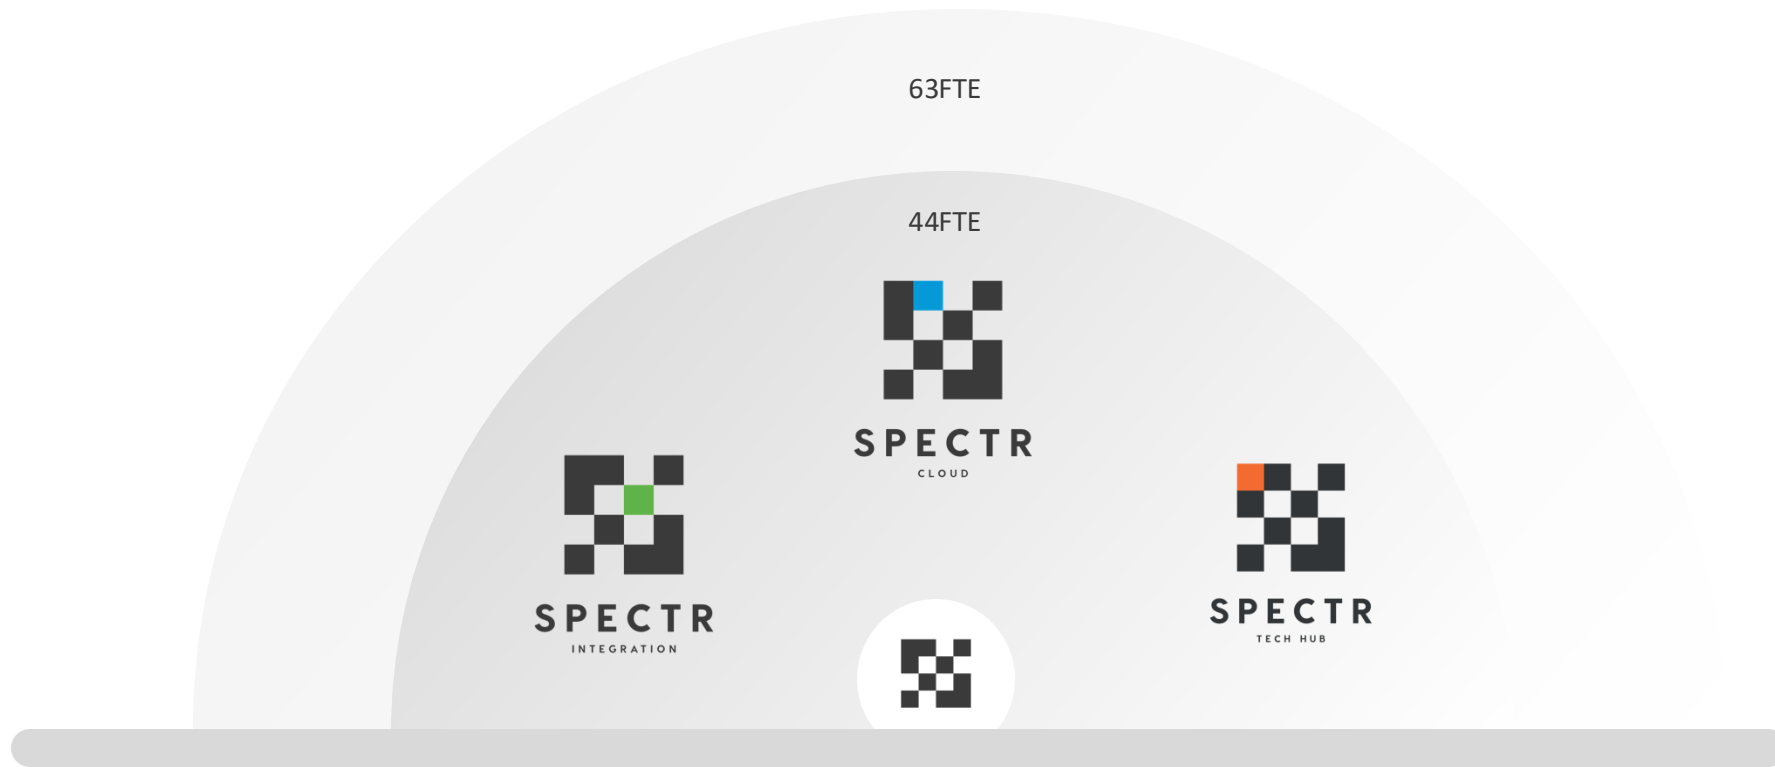 63FTE
44FTE
SPECTR
CLOUD
SPECTR
INTEGRATION
SPECTR
TECH HUB